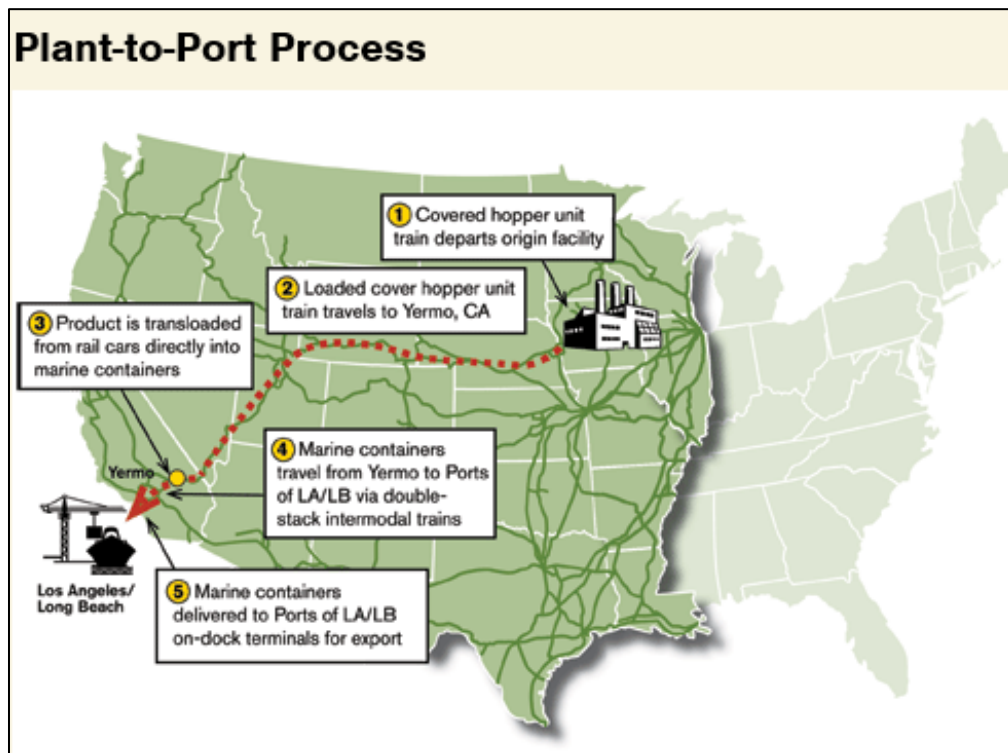 Plant-to-Port Process
1 Covered hopper unit
train departs origin facility
2 Loaded cover hopper unit
train travels to Yermo, CA
3 Product is transloaded
from rail cars directly into
marine containers
Yermo
4 Marine containers
travel from Yermo to Ports
of LA/LB via double-
stack intermodal trains
Los Angeles/
Long Beach
5 Marine containers
delivered to Ports of LA/LB
on-dock terminals for export